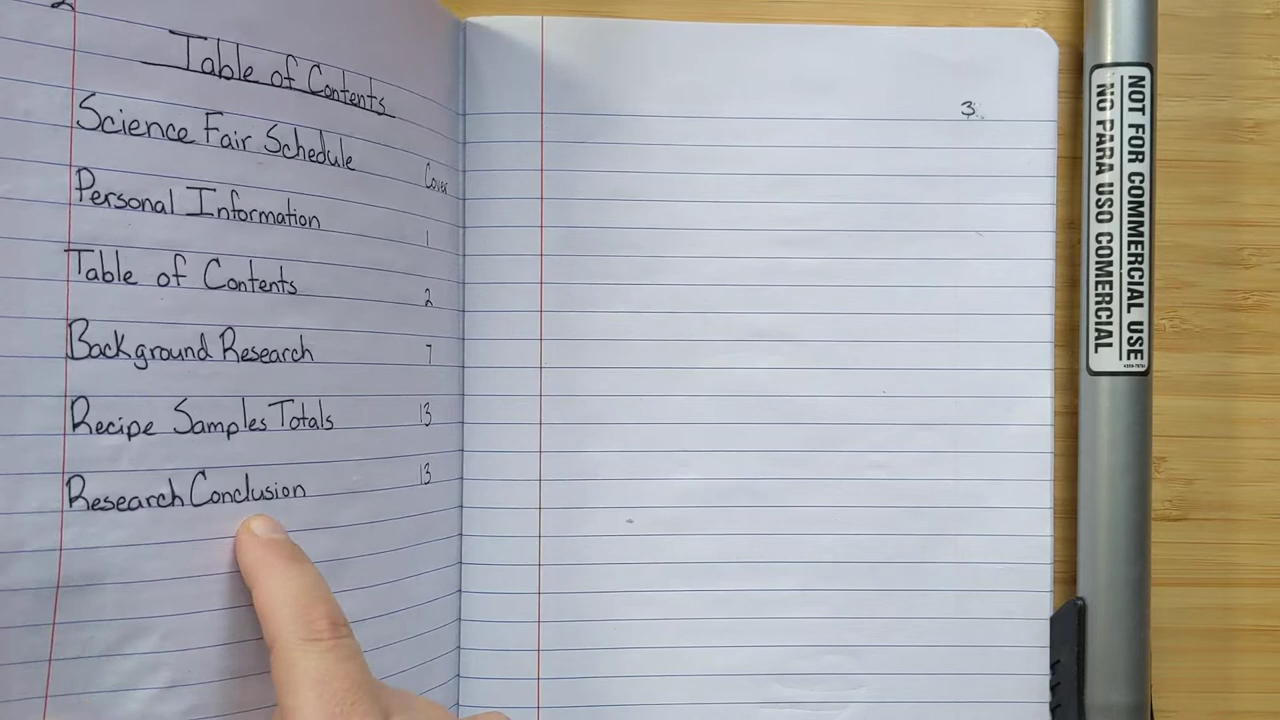 2
Table of Contents
Science Fair Schedule Cover
Personal Information 1
Table of Contents 2
Background Research 7
Recipe Samples Totals 13
Research Conclusion 13
3
NOT FOR COMMERCIAL USE
NO PARA USO COMERCIAL